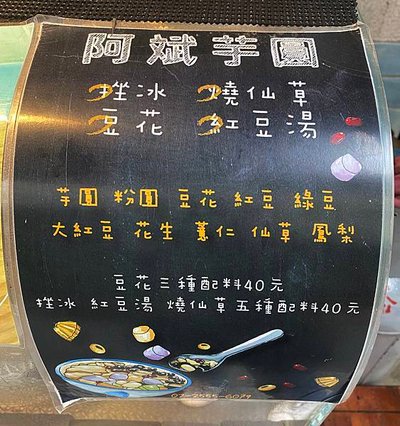 阿斌芋圓
挫冰 燒仙草
豆花 紅豆湯
芋圓 粉圓 豆花 紅豆 綠豆
大紅豆 花生 薏仁 仙草 鳳梨
豆花三種配料40元
挫冰 紅豆湯 燒仙草五種配料40元
02-2555-6079